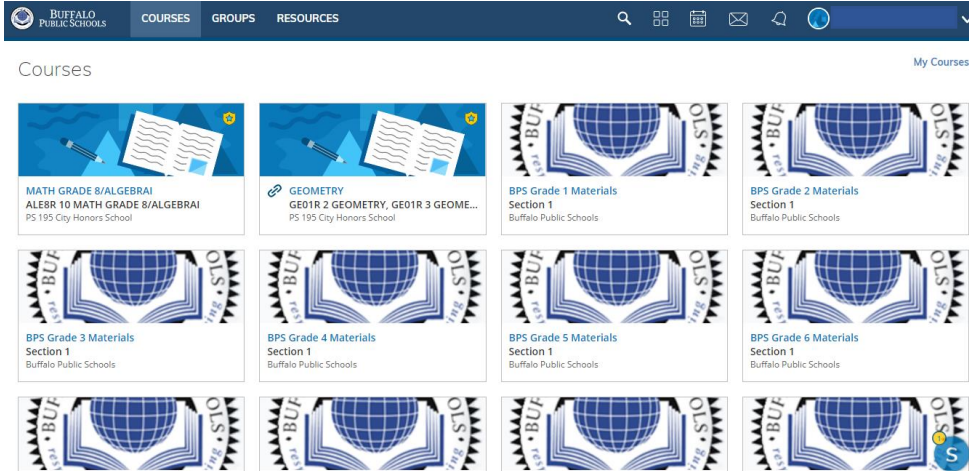 BUFFALO
PUBLIC SCHOOLS
COURSES
GROUPS
RESOURCES
Courses
My Courses
MATH GRADE 8/ALGEBRAI
ALE8R 10 MATH GRADE 8/ALGEBRAI
PS 195 City Honors School
GEOMETRY
GE01R 2 GEOMETRY, GE01R 3 GEOME...
PS 195 City Honors School
BPS Grade 1 Materials
Section 1
Buffalo Public Schools
BPS Grade 2 Materials
Section 1
Buffalo Public Schools
BPS Grade 3 Materials
Section 1
Buffalo Public Schools
BPS Grade 4 Materials
Section 1
Buffalo Public Schools
BPS Grade 5 Materials
Section 1
Buffalo Public Schools
BPS Grade 6 Materials
Section 1
Buffalo Public Schools
S